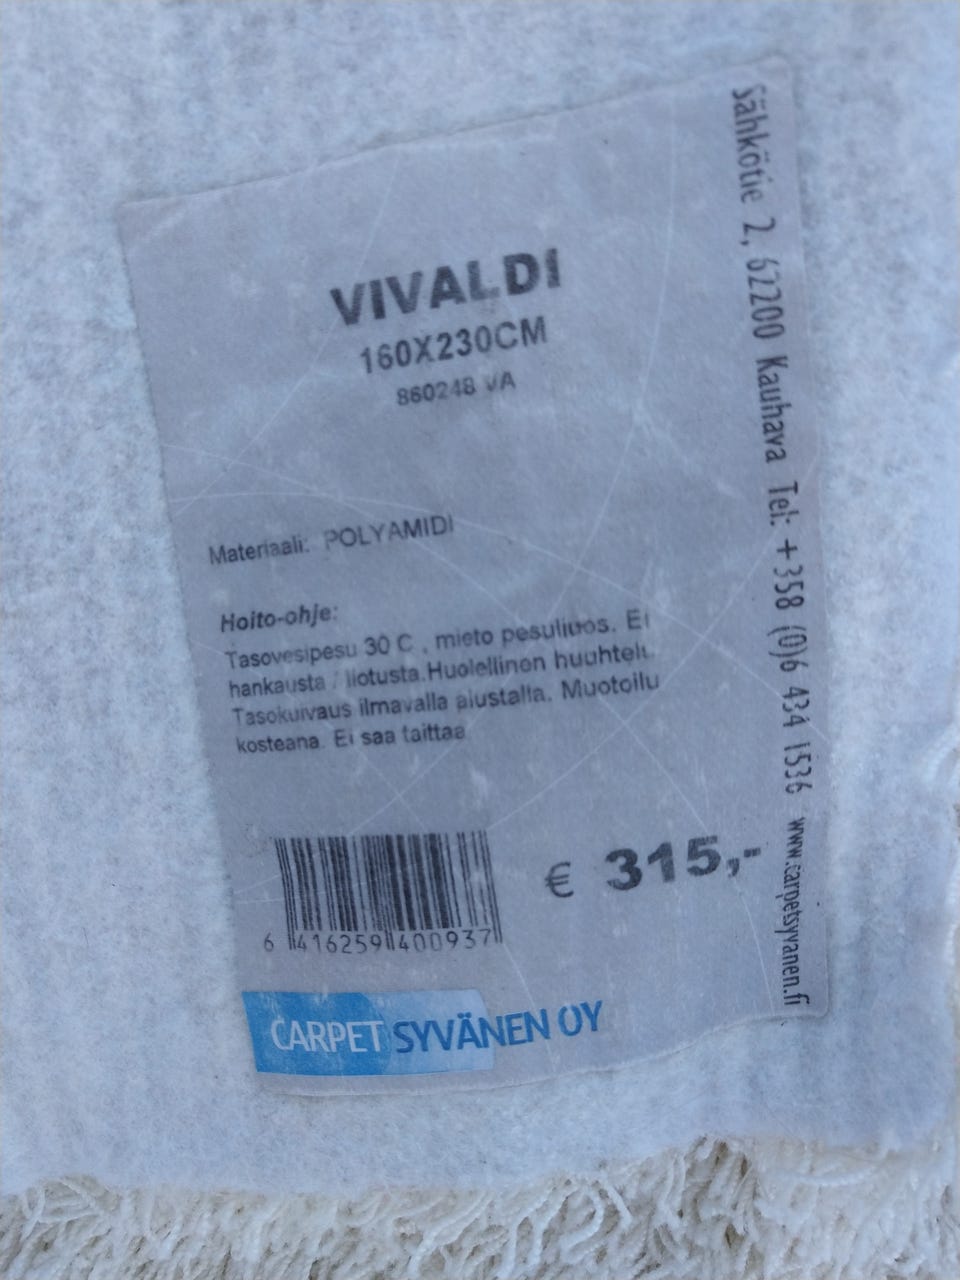 VIVALDI
160X230CM
860248 VA
Materiaali: POLYAMIDI
Hoito-ohje:
Tasovesipesu 30 C , mieto pesuliuos. Ei
hankausta / liotusta.Huolellinen huuhtelu.
Tasokuivaus ilmavalla alustalla. Muotoilu
kosteana. Ei saa taittaa
€ 315,-
6 416259 400937
CARPET SYVÄNEN OY
Sähkötie 2, 62200 Kauhava Tel: +358 (0)6 434 1536 www.carpetsyvanen.fi